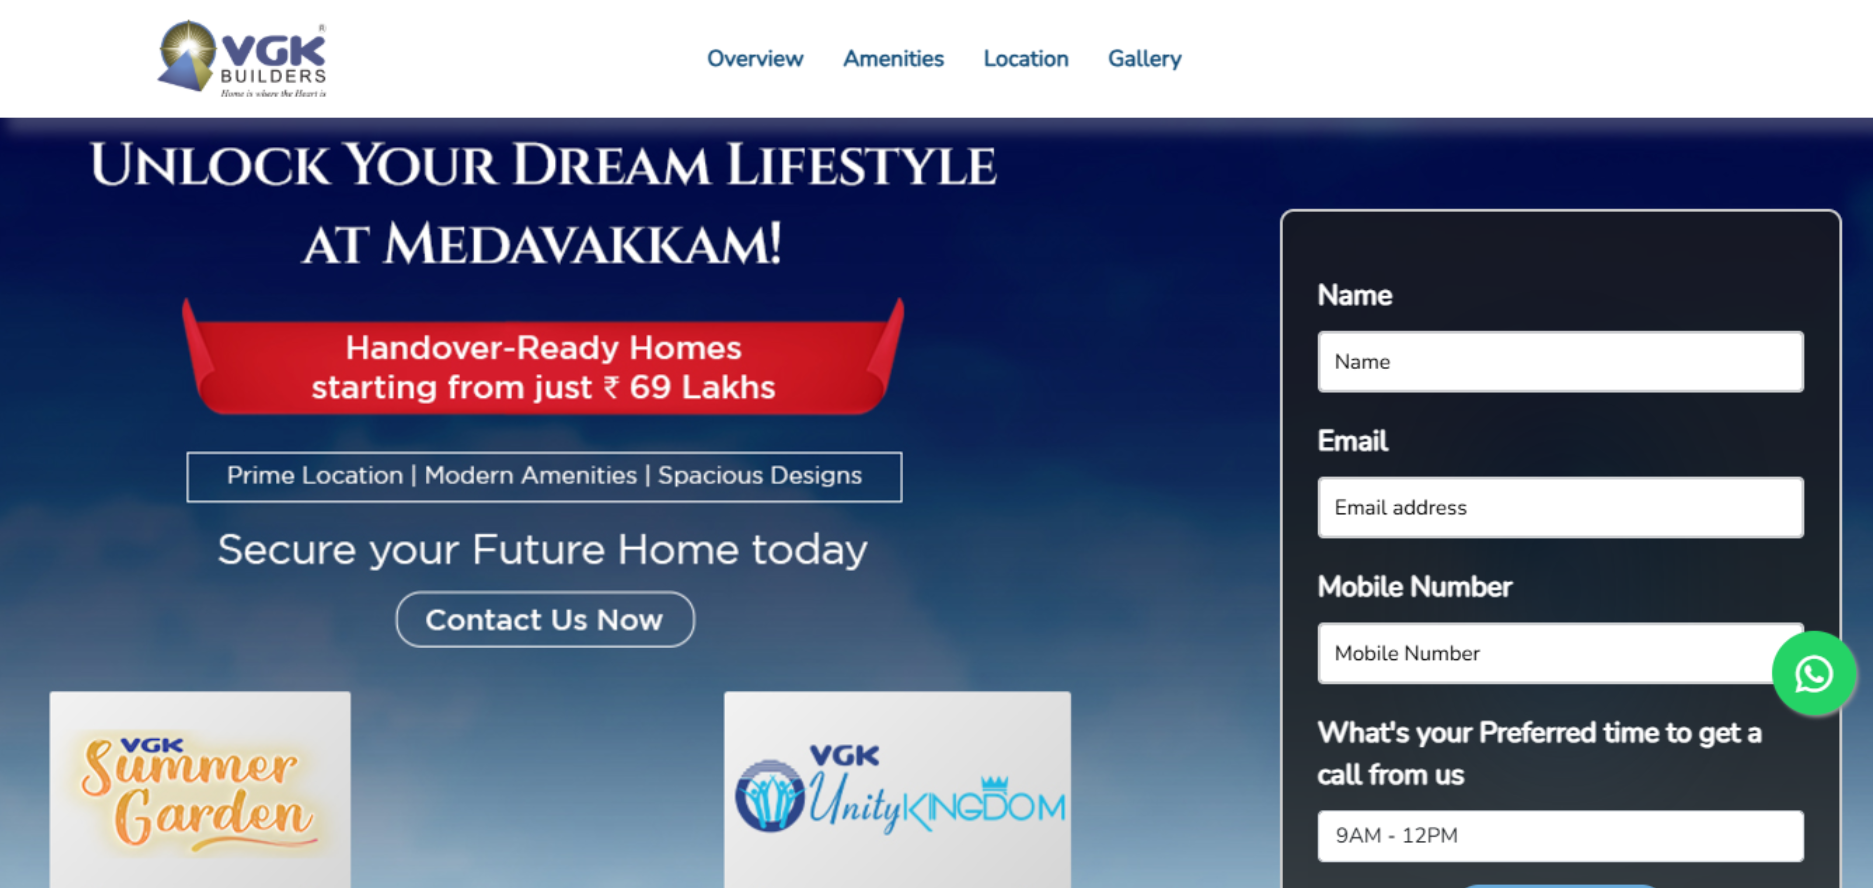 VGK®
BUILDERS
Home is where the Heart is
Overview
Amenities
Location
Gallery
UNLOCK YOUR DREAM LIFESTYLE
AT MEDAVAKKAM!
Handover-Ready Homes
starting from just ₹ 69 Lakhs
Prime Location | Modern Amenities | Spacious Designs
Secure your Future Home today
Contact Us Now
VGK
Summer
Garden
VGK
Unity KINGDOM
Name
Name
Email
Email address
Mobile Number
Mobile Number
What's your Preferred time to get a
call from us
9AM - 12PM